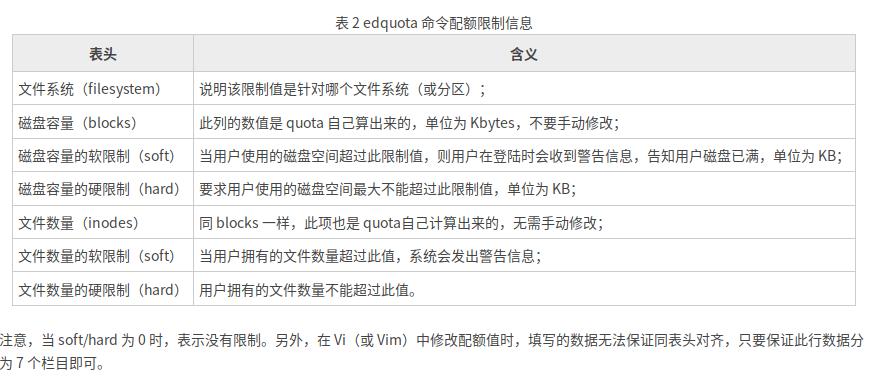 表 2 edquota 命令配额限制信息
表头 含义
文件系统（filesystem） 说明该限制值是针对哪个文件系统（或分区）；
磁盘容量（blocks） 此列的数值是 quota 自己算出来的，单位为 Kbytes，不要手动修改；
磁盘容量的软限制（soft） 当用户使用的磁盘空间超过此限制值，则用户在登陆时会收到警告信息，告知用户磁盘已满，单位为 KB；
磁盘容量的硬限制（hard） 要求用户使用的磁盘空间最大不能超过此限制值，单位为 KB；
文件数量（inodes） 同 blocks 一样，此项也是 quota自己计算出来的，无需手动修改；
文件数量的软限制（soft） 当用户拥有的文件数量超过此值，系统会发出警告信息；
文件数量的硬限制（hard） 用户拥有的文件数量不能超过此值。
注意，当 soft/hard 为 0 时，表示没有限制。另外，在 Vi（或 Vim）中修改配额值时，填写的数据无法保证同表头对齐，只要保证此行数据分
为 7 个栏目即可。